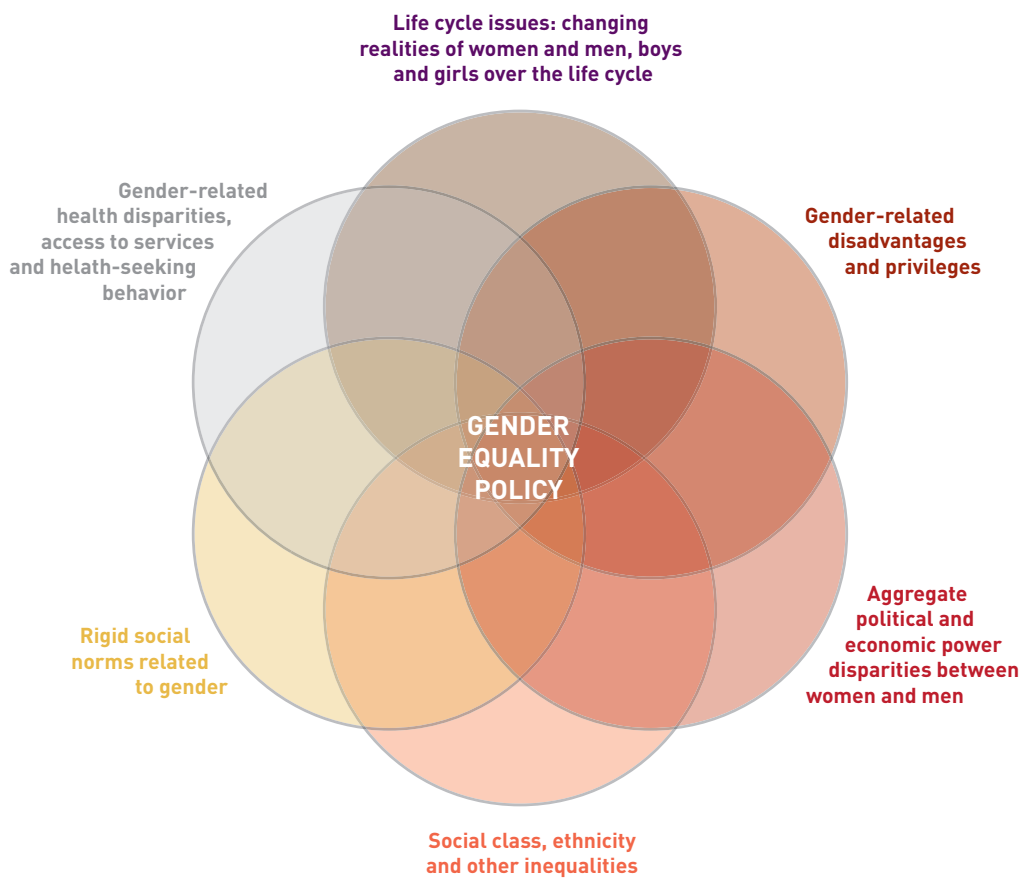 Life cycle issues: changing
realities of women and men, boys
and girls over the life cycle
Gender-related
health disparities,
access to services
and helath-seeking
behavior
Gender-related
disadvantages
and privileges
GENDER
EQUALITY
POLICY
Rigid social
norms related
to gender
Aggregate
political and
economic power
disparities between
women and men
Social class, ethnicity
and other inequalities